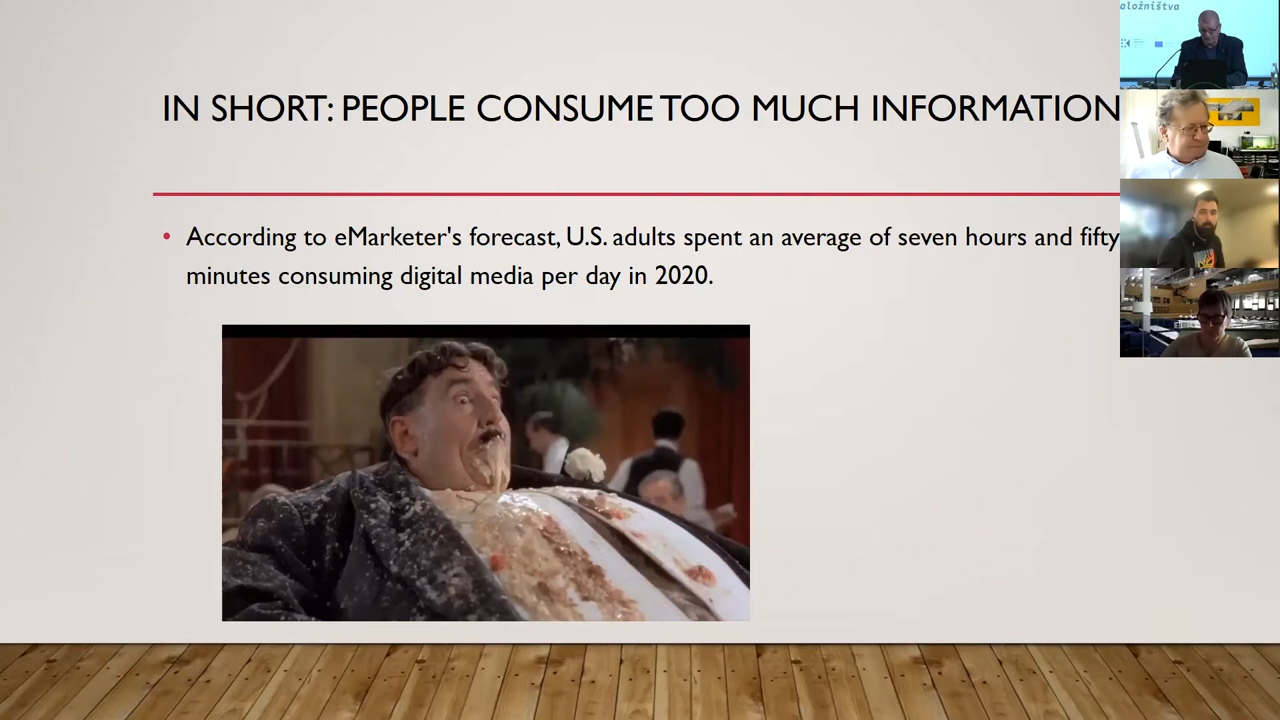 aložništva
IN SHORT: PEOPLE CONSUME TOO MUCH INFORMATION
• According to eMarketer's forecast, U.S. adults spent an average of seven hours and fifty
minutes consuming digital media per day in 2020.